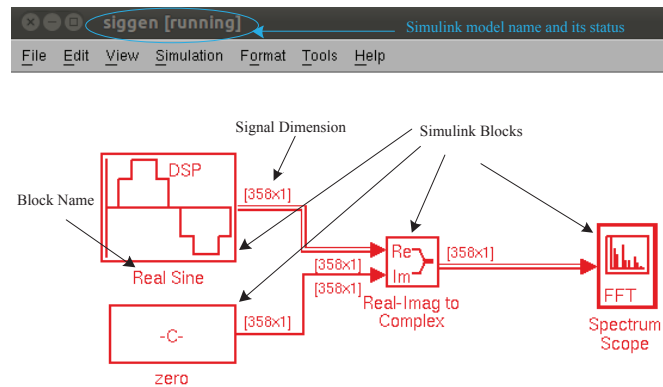 siggen [running]
Simulink model name and its status
File Edit View Simulation Format Tools Help
Signal Dimension
Simulink Blocks
Block Name
DSP
[358x1]
Real Sine
Re
Im
[358x1]
[358x1]
[358x1]
Real-Imag to
Complex
FFT
Spectrum
Scope
-C-
[358x1]
zero